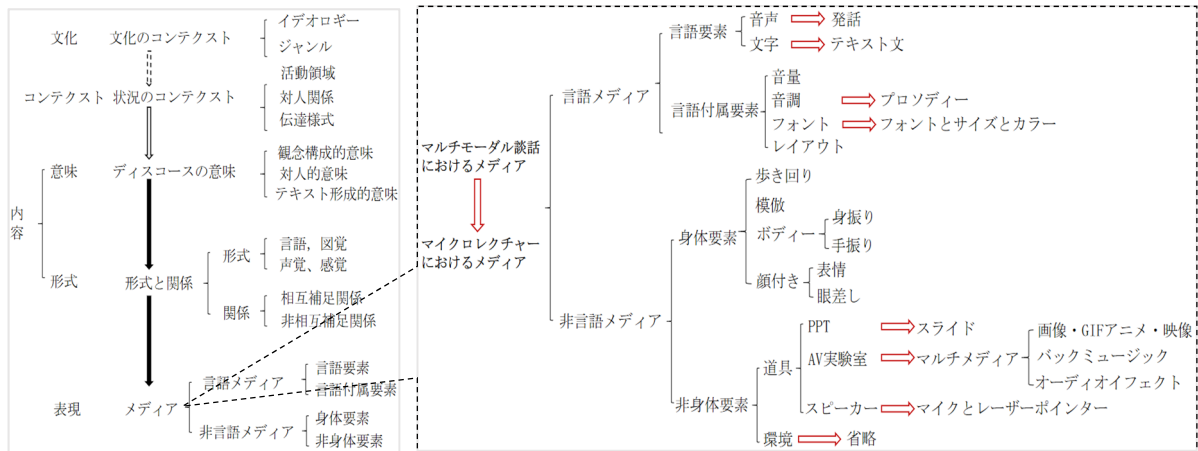 文化
文化のコンテクスト
イデオロギー
ジャンル
コンテクスト
状況のコンテクスト
活動領域
対人関係
伝達様式
内容
意味
ディスコースの意味
観念構成的意味
対人的意味
テキスト形成的意味
形式
形式と関係
形式
言語，図覚
声覚、感覚
関係
相互補足関係
非相互補足関係
表現
メディア
言語メディア
言語要素
言語付属要素
非言語メディア
身体要素
非身体要素
マルチモーダル談話
におけるメディア
マイクロレクチャー
におけるメディア
言語メディア
言語要素
音声
発話
文字
テキスト文
言語付属要素
音量
音調
プロソディー
フォント
フォントとサイズとカラー
レイアウト
非言語メディア
身体要素
歩き回り
模倣
ボディー
身振り
手振り
顔付き
表情
眼差し
非身体要素
道具
PPT
スライド
AV実験室
マルチメディア
画像・GIFアニメ・映像
バックミュージック
オーディオイフェクト
スピーカー
マイクとレーザーポインター
環境
省略